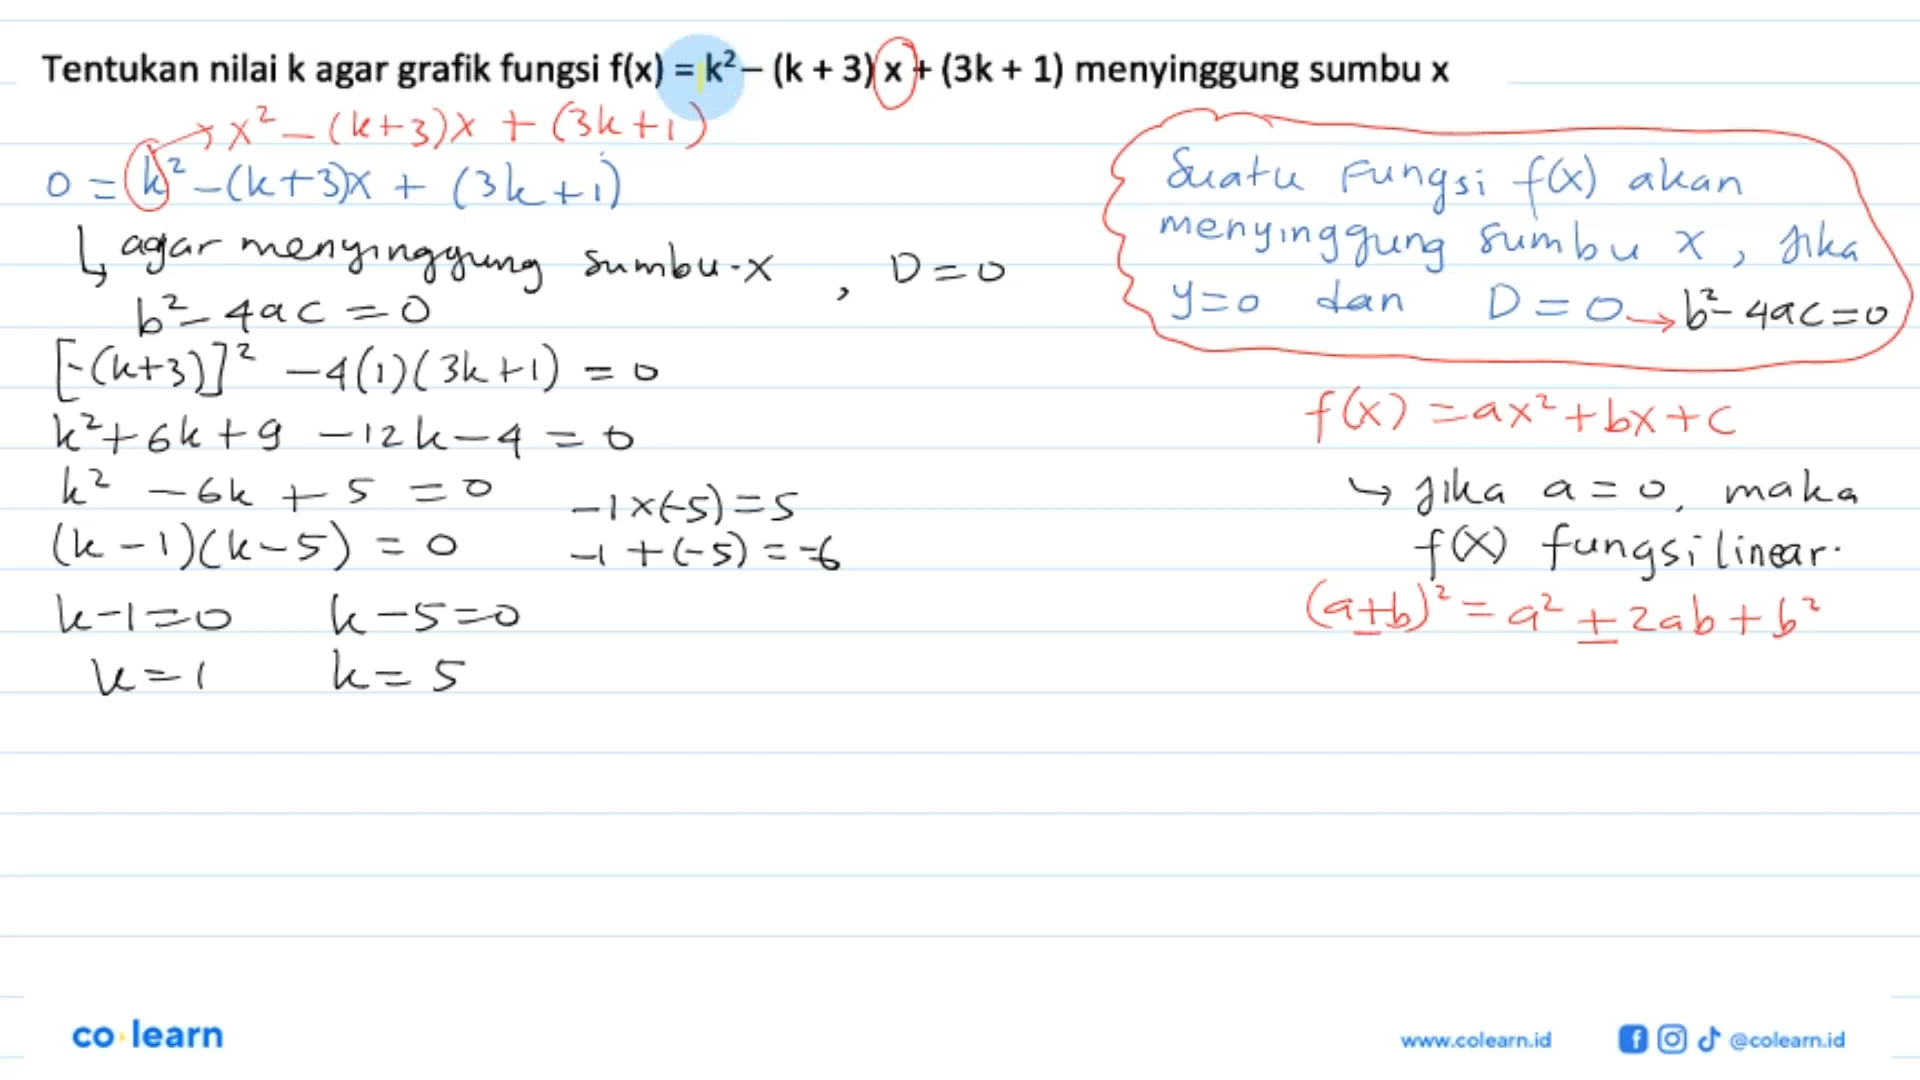 Tentukan nilai k agar grafik fungsi f(x) = k² – (k + 3) x + (3k + 1) menyinggung sumbu x
→ x² – (k+3)x + (3k+1)
0 = k² – (k+3)x + (3k+1)
↳ agar menyinggung sumbu-x , D = 0
b² – 4ac = 0
[-(k+3)]² – 4(1)(3k+1) = 0
k² + 6k + 9 – 12k – 4 = 0
k² – 6k + 5 = 0
(k – 1)(k – 5) = 0
k – 1 = 0 k – 5 = 0
k = 1 k = 5
–1 × (–5) = 5
–1 + (–5) = –6
Suatu Fungsi f(x) akan
menyinggung sumbu x, jika
y = 0 dan D = 0 → b² – 4ac = 0
f(x) = ax² + bx + c
↳ jika a = 0, maka
f(x) fungsi linear.
(a ± b)² = a² ± 2ab + b²
co learn
www.colearn.id @colearn.id